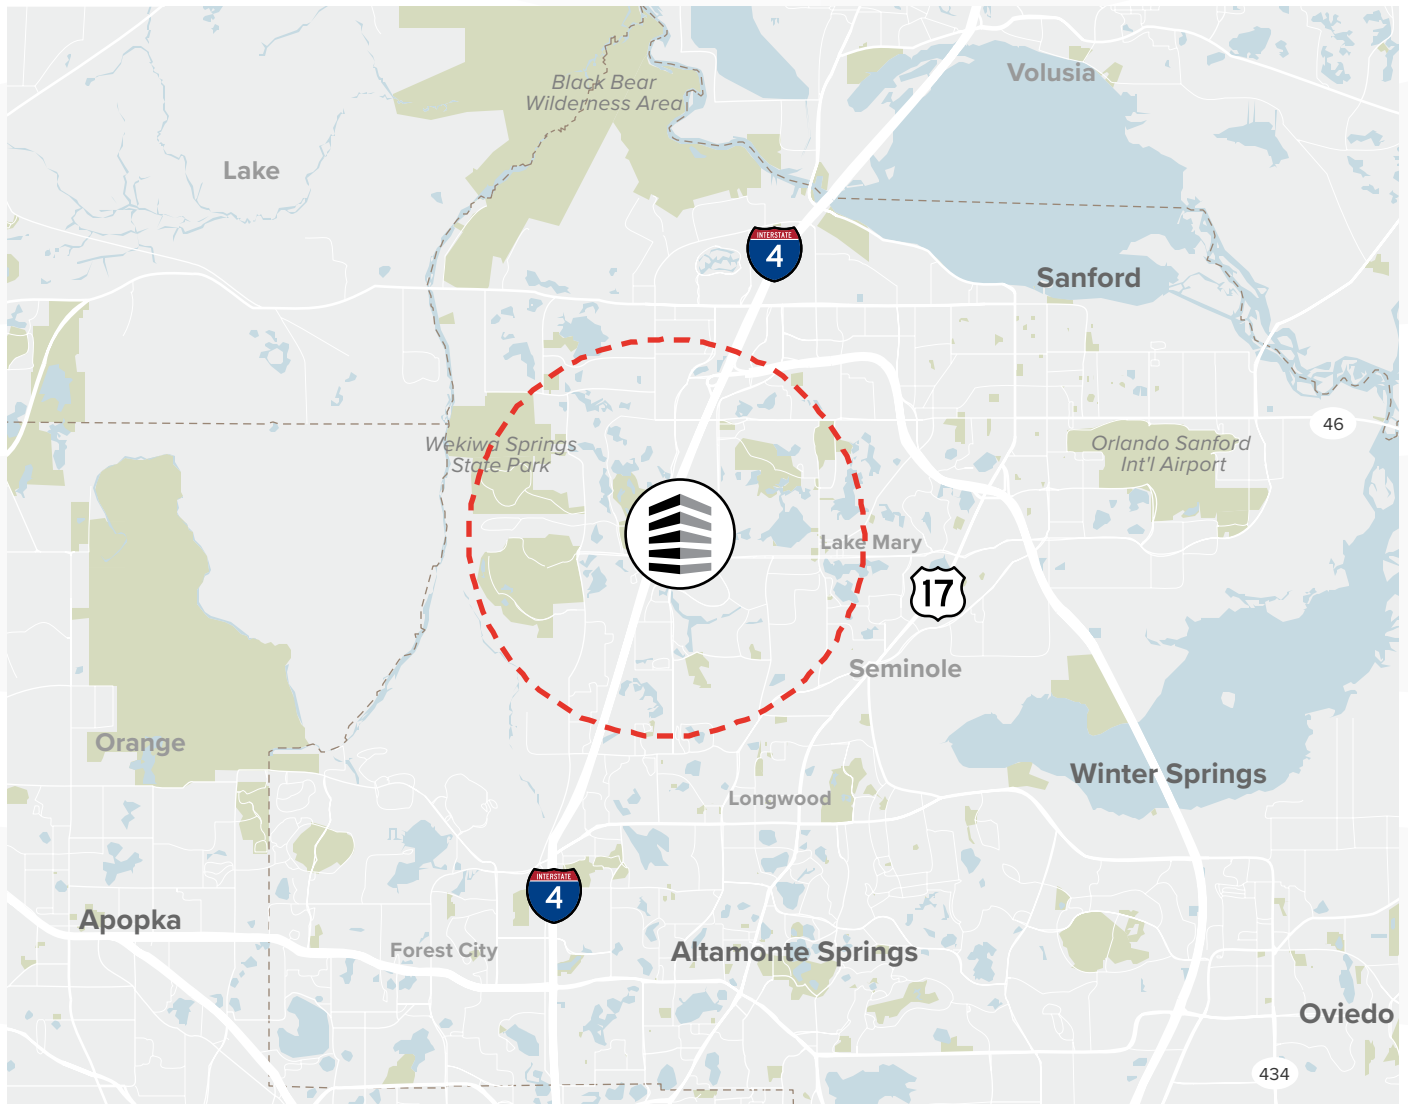 Volusia
Black Bear
Wilderness Area
Lake
INTERSTATE
4
Sanford
46
Wekiwa Springs
State Park
Orlando Sanford
Int'l Airport
Lake Mary
17
Seminole
Orange
Winter Springs
Longwood
INTERSTATE
4
Apopka
Forest City
Altamonte Springs
Oviedo
434